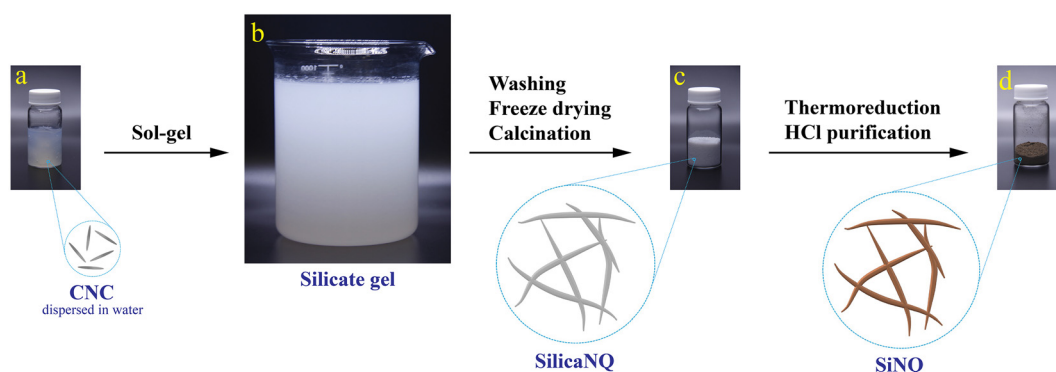 a
b
c
d
Sol-gel
Washing
Freeze drying
Calcination
Thermoreduction
HCl purification
CNC
dispersed in water
Silicate gel
SilicaNQ
SiNO